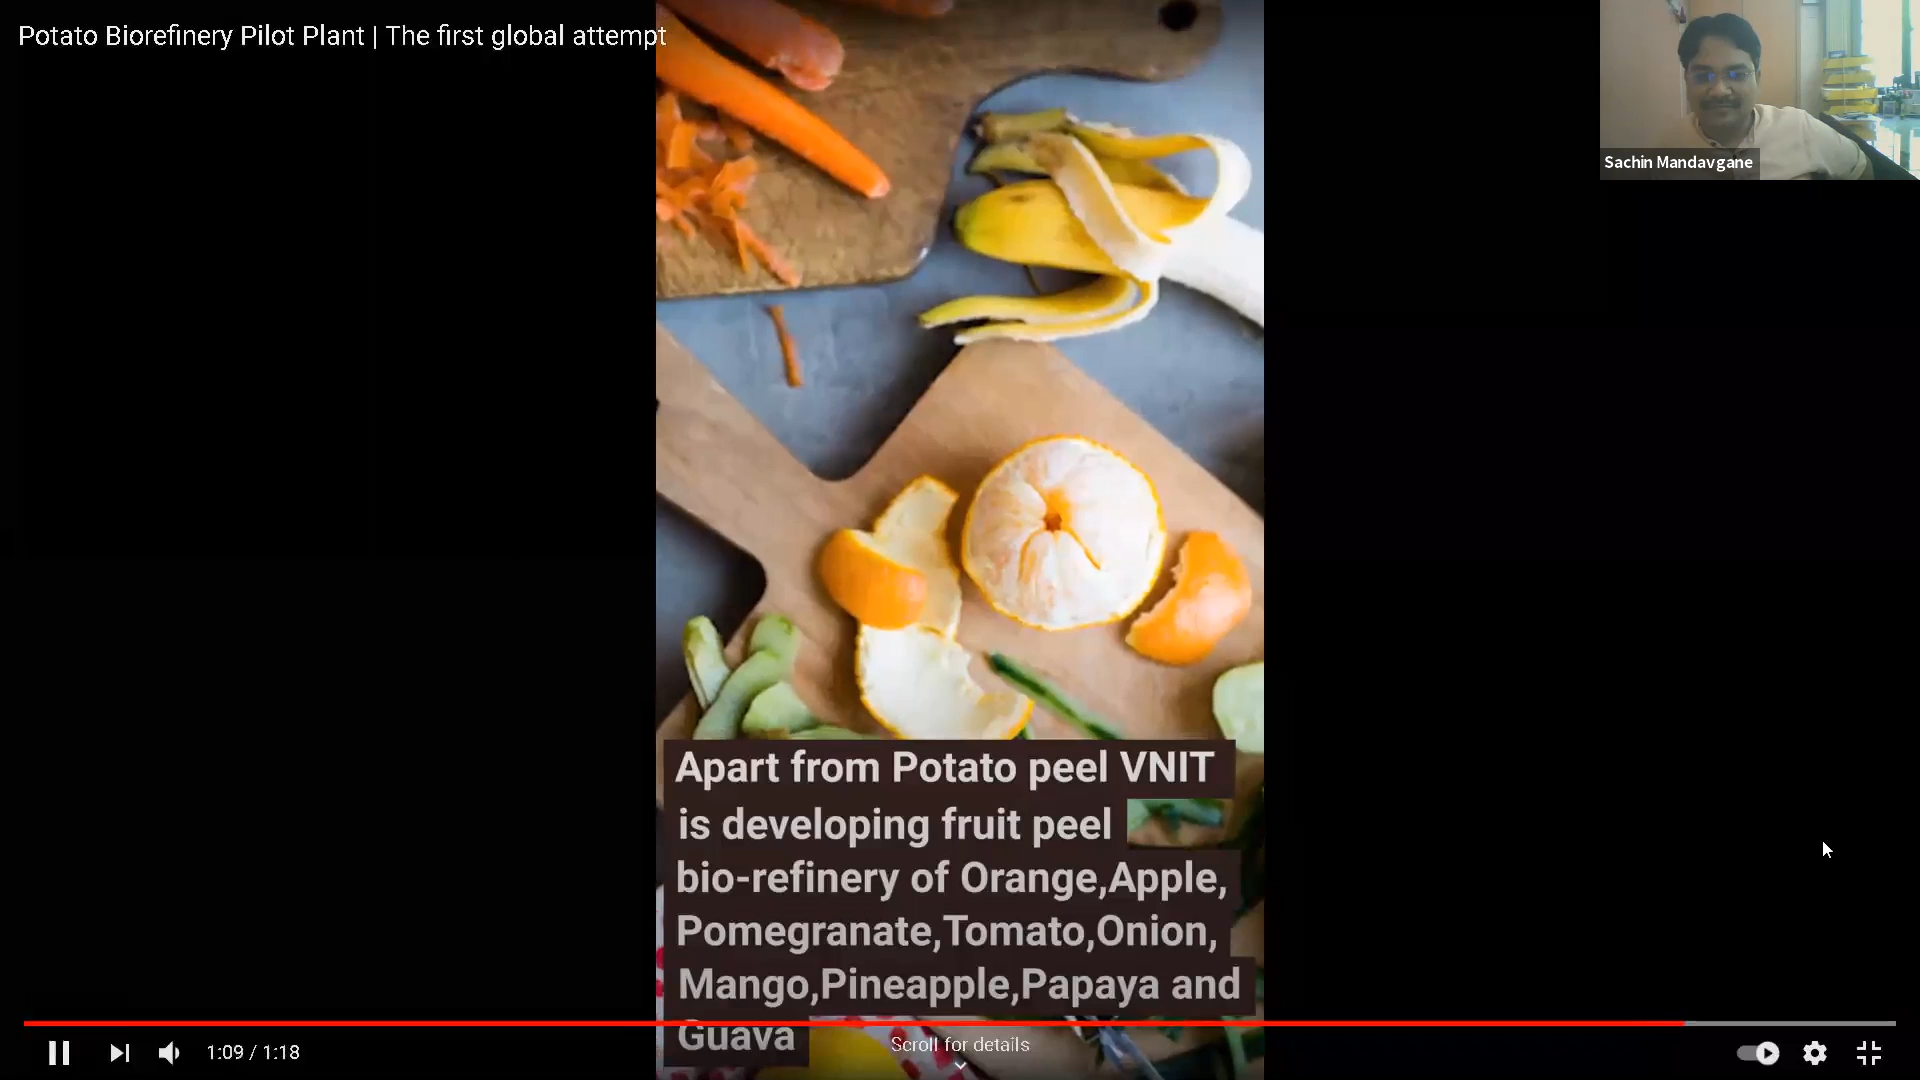 Potato Biorefinery Pilot Plant | The first global attempt
Sachin Mandavgane
Apart from Potato peel VNIT
is developing fruit peel
bio-refinery of Orange,Apple,
Pomegranate,Tomato,Onion,
Mango,Pineapple,Papaya and
Guava
Scroll for details
1:09 / 1:18